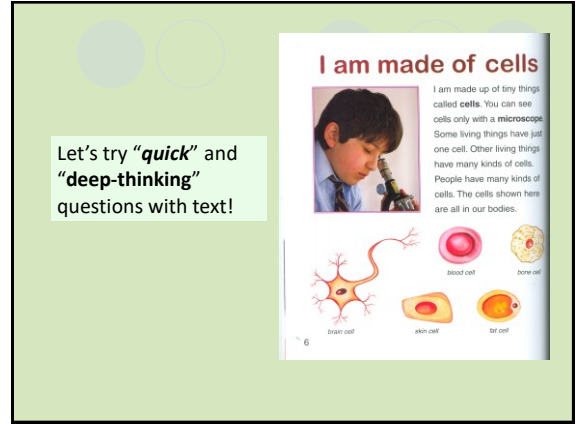 I am made of cells
I am made up of tiny things
called cells. You can see
cells only with a microscope.
Some living things have just
one cell. Other living things
have many kinds of cells.
People have many kinds of
cells. The cells shown here
are all in our bodies.
Let's try "quick" and
"deep-thinking"
questions with text!
blood cell
bone cell
brain cell
skin cell
fat cell
6